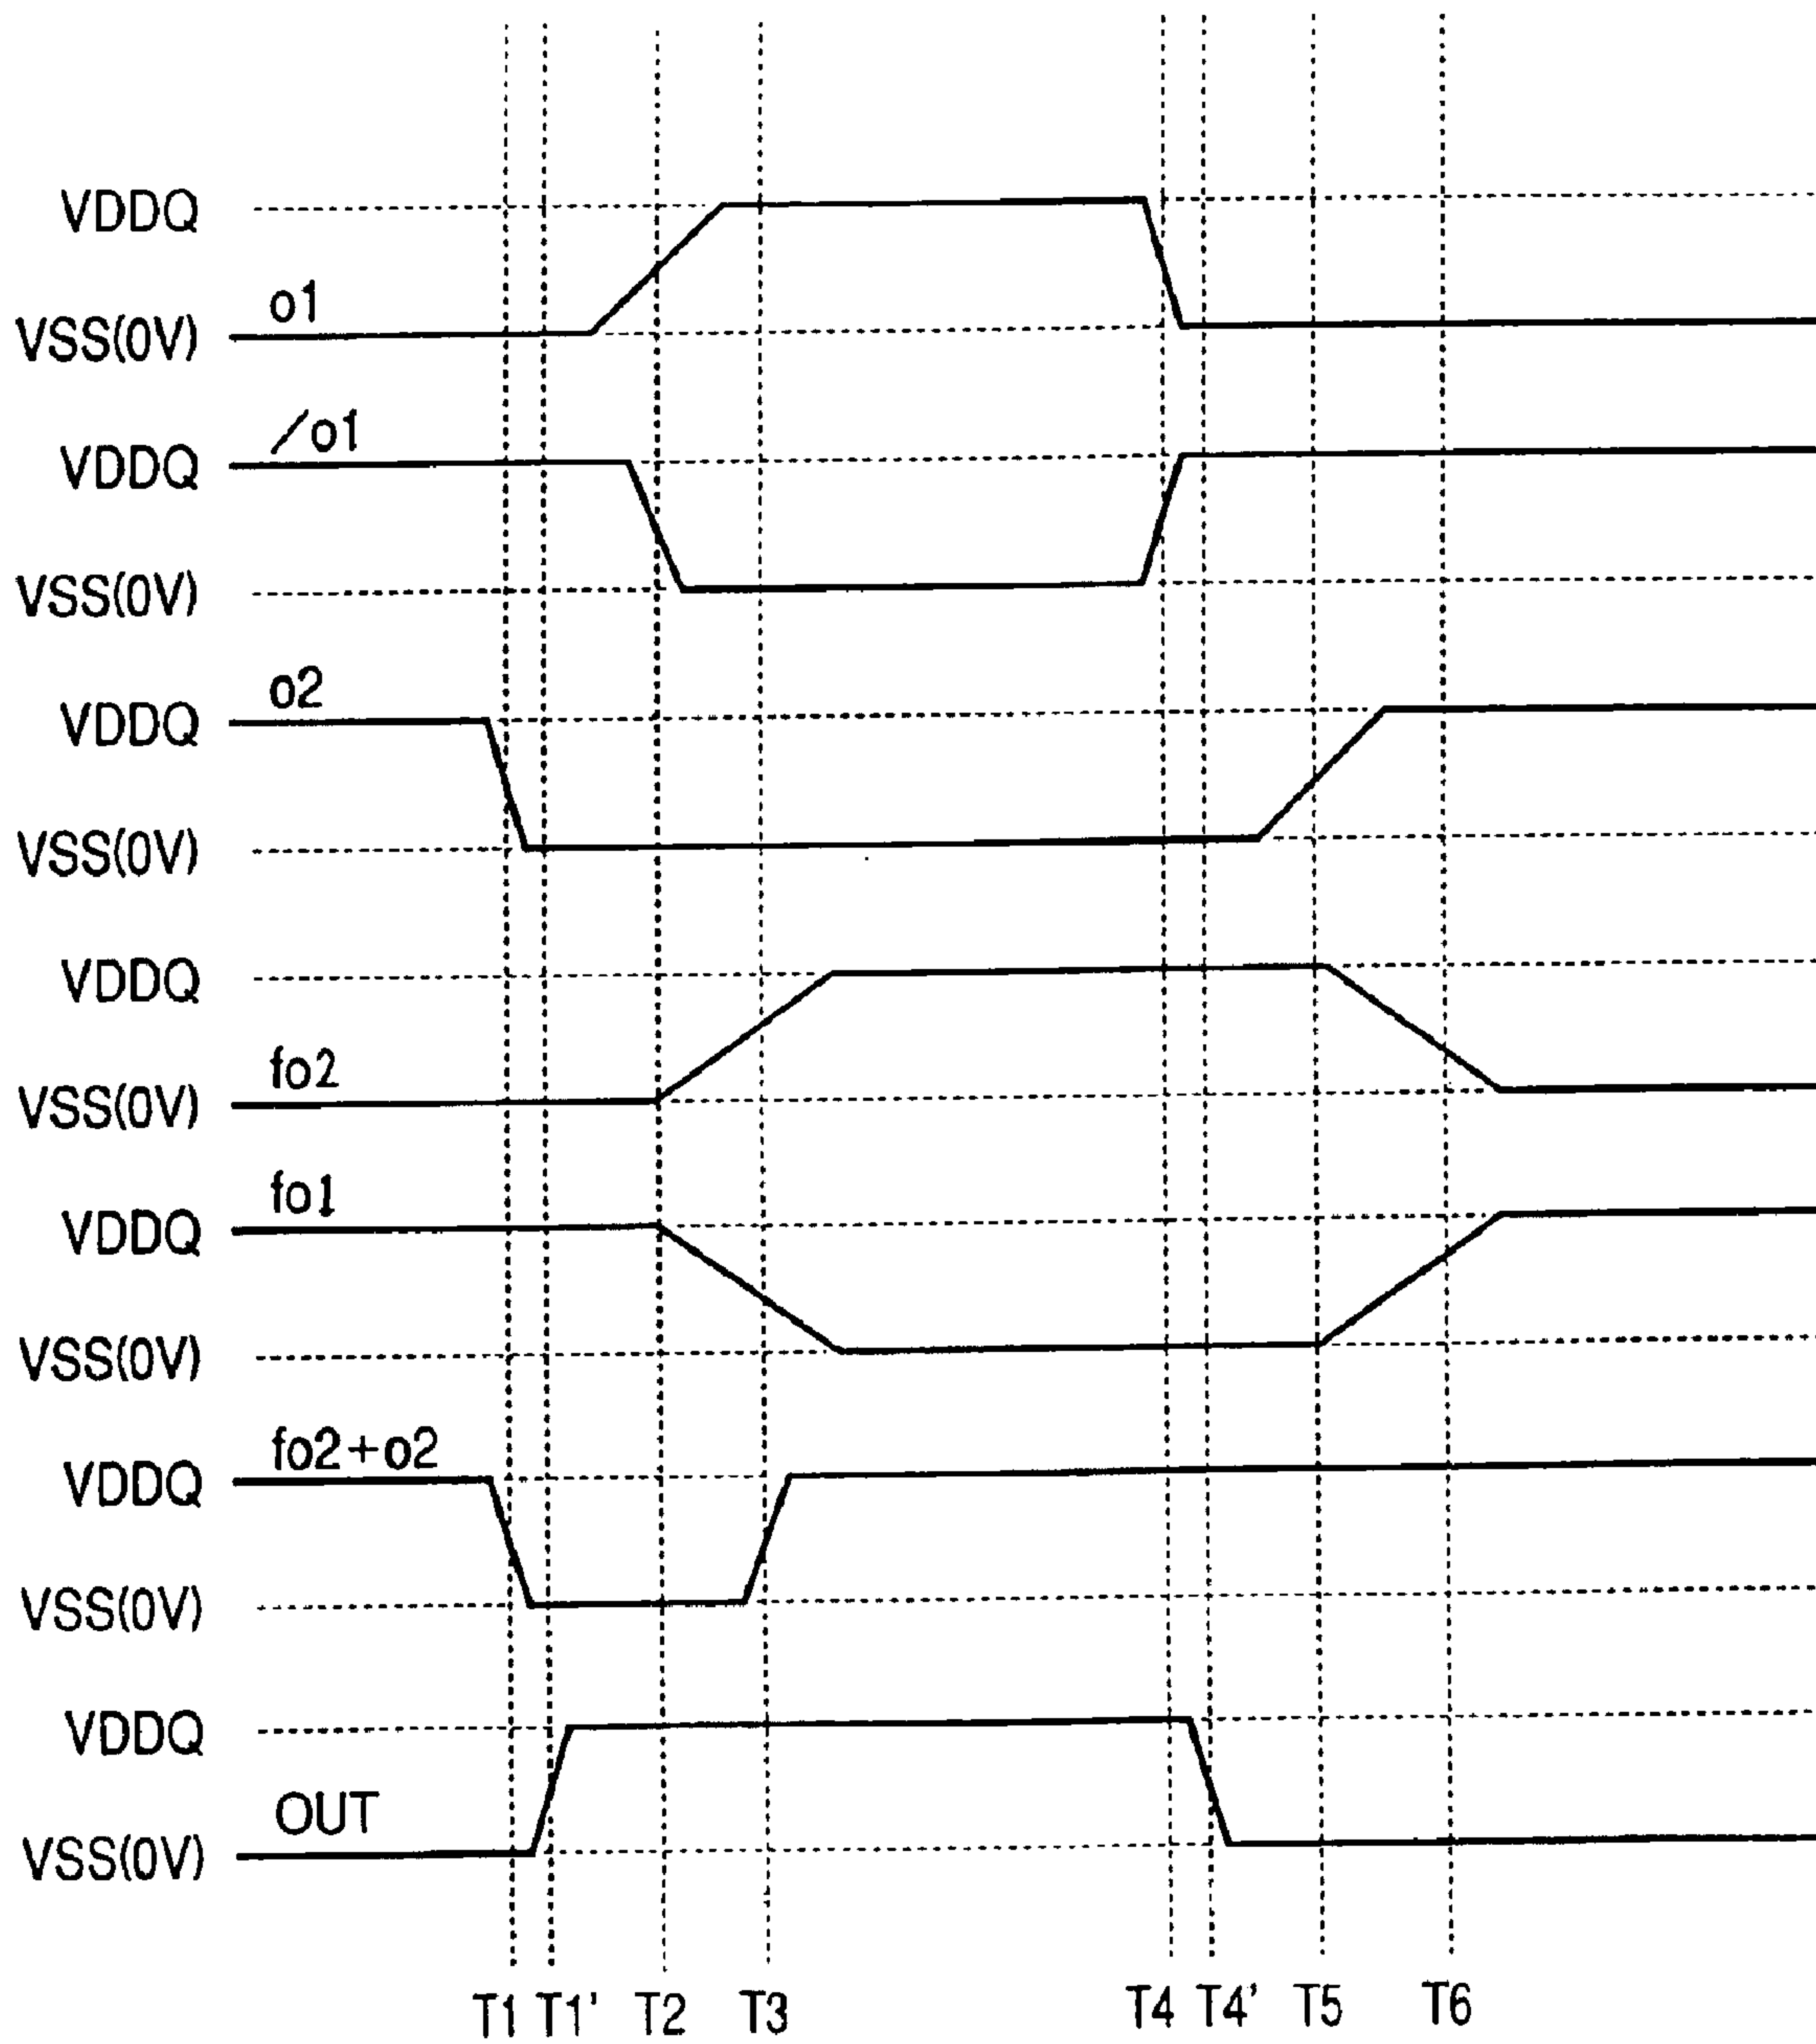 VDDQ
o1
VSS(0V)
/o1
VDDQ
VSS(0V)
o2
VDDQ
VSS(0V)
VDDQ
fo2
VSS(0V)
fo1
VDDQ
VSS(0V)
fo2+o2
VDDQ
VSS(0V)
VDDQ
OUT
VSS(0V)
T1 T1' T2 T3 T4 T4' T5 T6